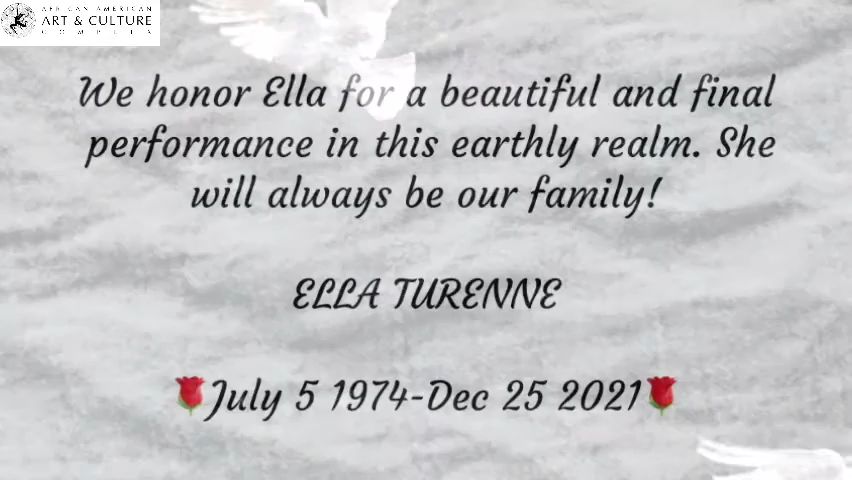 AFRICAN AMERICAN
ART & CULTURE
COMPLEX
We honor Ella for a beautiful and final
performance in this earthly realm. She
will always be our family!
ELLA TURENNE
July 5 1974-Dec 25 2021